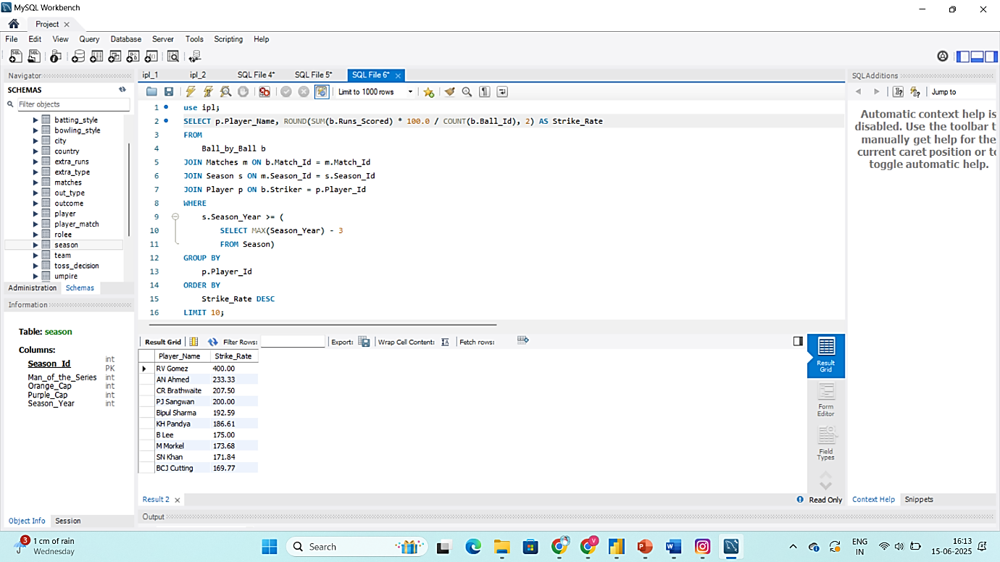 MySQL Workbench
Project
File Edit View Query Database Server Tools Scripting Help
Navigator
SCHEMAS
Filter objects
batting_style
bowling_style
city
country
extra_runs
extra_type
matches
out_type
outcome
player
player_match
rolee
season
team
toss_decision
umpire
Administration Schemas
Information
Table: season
Columns:
Season_Id int PK
Man_of_the_Series int
Orange_Cap int
Purple_Cap int
Season_Year int
Object Info Session
ipl_1 ipl_2 SQL File 4* SQL File 5* SQL File 6*
Limit to 1000 rows
1 use ipl;
2 SELECT p.Player_Name, ROUND(SUM(b.Runs_Scored) * 100.0 / COUNT(b.Ball_Id), 2) AS Strike_Rate
3 FROM
4 Ball_by_Ball b
5 JOIN Matches m ON b.Match_Id = m.Match_Id
6 JOIN Season s ON m.Season_Id = s.Season_Id
7 JOIN Player p ON b.Striker = p.Player_Id
8 WHERE
9 s.Season_Year >= (
10 SELECT MAX(Season_Year) - 3
11 FROM Season)
12 GROUP BY
13 p.Player_Id
14 ORDER BY
15 Strike_Rate DESC
16 LIMIT 10;
Result Grid Filter Rows: Export: Wrap Cell Content: Fetch rows:
Player_Name Strike_Rate
RV Gomez 400.00
AN Ahmed 233.33
CR Brathwaite 207.50
PJ Sangwan 200.00
Bipul Sharma 192.59
KH Pandya 186.61
B Lee 175.00
M Morkel 173.68
SN Khan 171.84
BCJ Cutting 169.77
Result Grid
Form Editor
Field Types
Result 2
Read Only
Output
SQLAdditions
Jump to
Automatic context help is
disabled. Use the toolbar t
manually get help for the
current caret position or to
toggle automatic help.
Context Help Snippets
3
1 cm of rain
Wednesday
Search
V
ENG
IN
16:13
15-06-2025